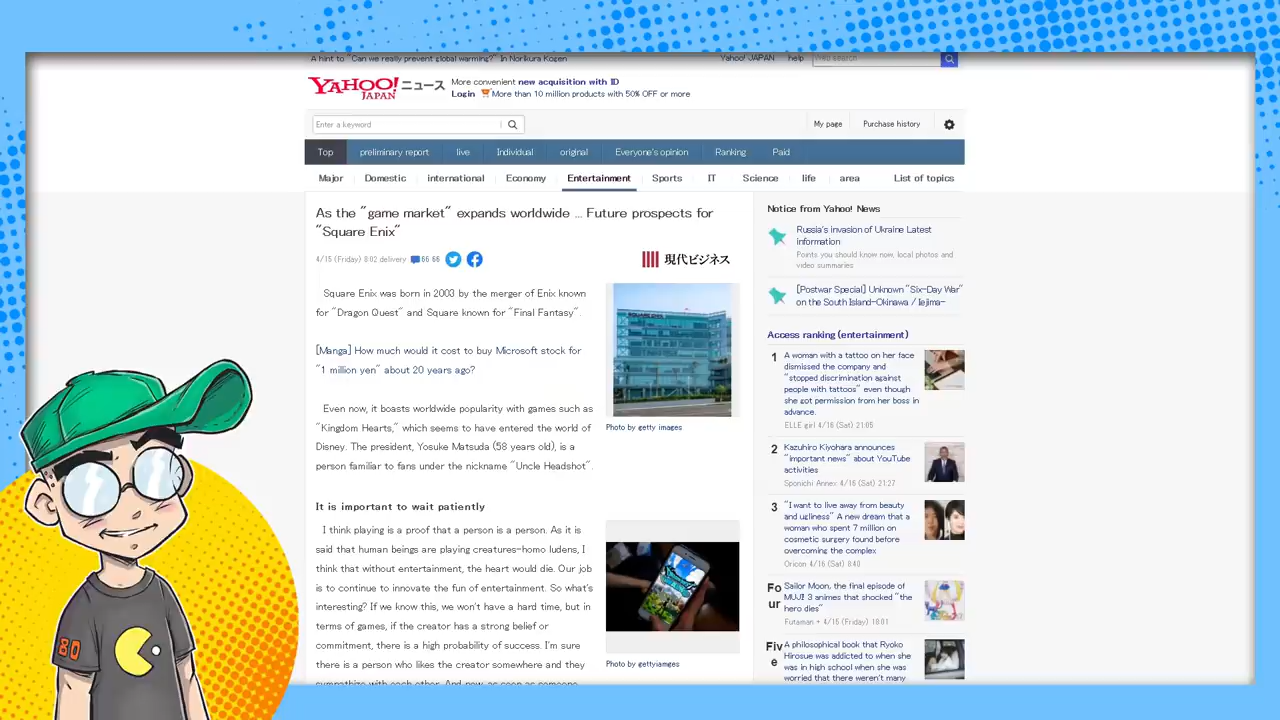 A hint to "Can we really prevent global warming?" In Norikura Kogen
Yahoo! JAPAN help Web search
YAHOO! JAPAN ニュース
More convenient new acquisition with ID
Login More than 10 million products with 50% OFF or more
Enter a keyword
My page Purchase history
Top preliminary report live Individual original Everyone's opinion Ranking Paid
Major Domestic international Economy Entertainment Sports IT Science life area List of topics
As the "game market" expands worldwide ... Future prospects for
"Square Enix"
4/15 (Friday) 8:02 delivery 66 66
現代ビジネス
Square Enix was born in 2003 by the merger of Enix known
for "Dragon Quest" and Square known for "Final Fantasy".
[Manga] How much would it cost to buy Microsoft stock for
"1 million yen" about 20 years ago?
Even now, it boasts worldwide popularity with games such as
"Kingdom Hearts," which seems to have entered the world of
Disney. The president, Yosuke Matsuda (58 years old), is a
person familiar to fans under the nickname "Uncle Headshot".
Photo by getty images
It is important to wait patiently
I think playing is a proof that a person is a person. As it is
said that human beings are playing creatures-homo ludens, I
think that without entertainment, the heart would die. Our job
is to continue to innovate the fun of entertainment. So what's
interesting? If we know this, we won't have a hard time, but in
terms of games, if the creator has a strong belief or
commitment, there is a high probability of success. I'm sure
there is a person who likes the creator somewhere and they
sympathize with each other. And now, as soon as someone
Photo by gettyiamges
Notice from Yahoo! News
Russia's invasion of Ukraine Latest
information
Points you should know now, local photos and
video summaries
[Postwar Special] Unknown "Six-Day War"
on the South Island-Okinawa / Iejima-
Access ranking (entertainment)
1 A woman with a tattoo on her face
dismissed the company and
"stopped discrimination against
people with tattoos" even though
she got permission from her boss in
advance.
ELLE girl 4/16 (Sat) 21:05
2 Kazuhiro Kiyohara announces
"important news" about YouTube
activities
Sponichi Annex 4/16 (Sat) 21:27
3 "I want to live away from beauty
and ugliness" A new dream that a
woman who spent 7 million on
cosmetic surgery found before
overcoming the complex
Oricon 4/16 (Sat) 8:40
Four Sailor Moon, the final episode of
MUJI! 3 animes that shocked "the
hero dies"
Futaman + 4/15 (Friday) 18:01
Five A philosophical book that Ryoko
Hirosue was addicted to when she
was in high school when she was
worried that there weren't many
80